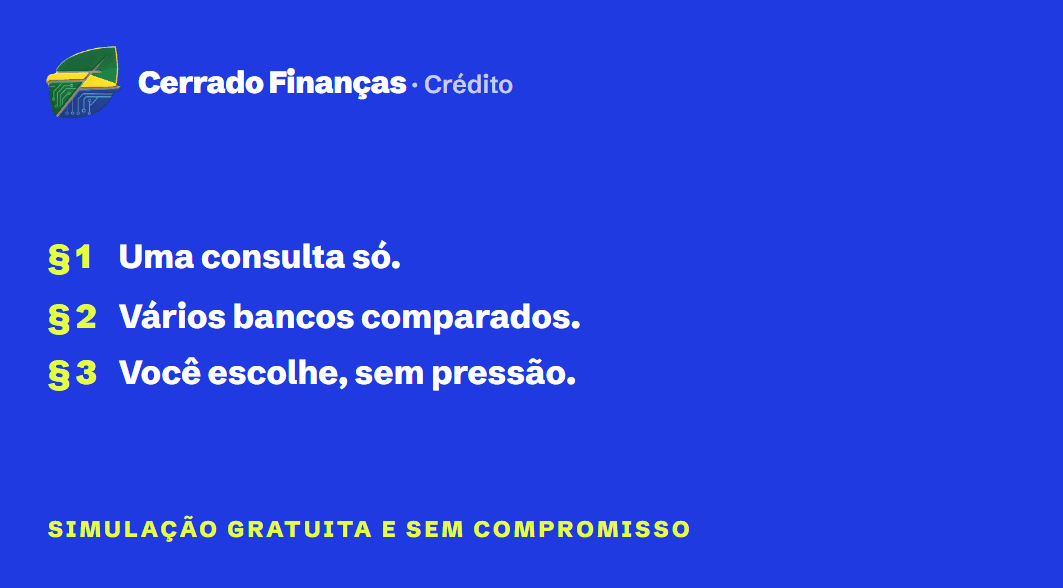 Cerrado Finanças · Crédito
§1 Uma consulta só.
§2 Vários bancos comparados.
§3 Você escolhe, sem pressão.
SIMULAÇÃO GRATUITA E SEM COMPROMISSO